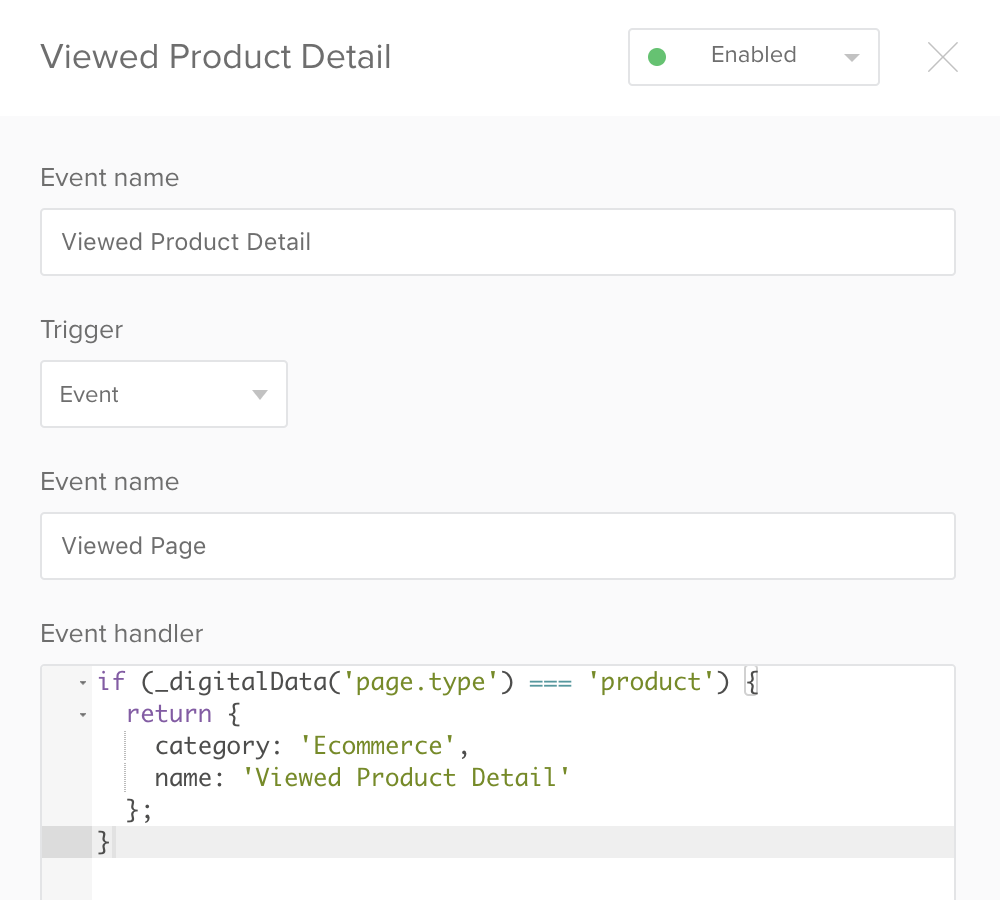 Viewed Product Detail
Enabled
Event name
Viewed Product Detail
Trigger
Event
Event name
Viewed Page
Event handler
if (_digitalData('page.type') === 'product') {
  return {
    category: 'Ecommerce',
    name: 'Viewed Product Detail'
  };
}